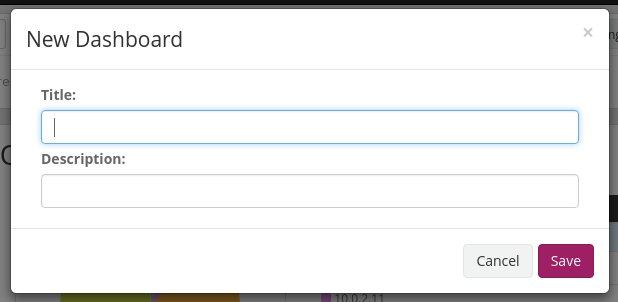 New Dashboard
×
Title:
Description:
Cancel
Save
10.0.2.11